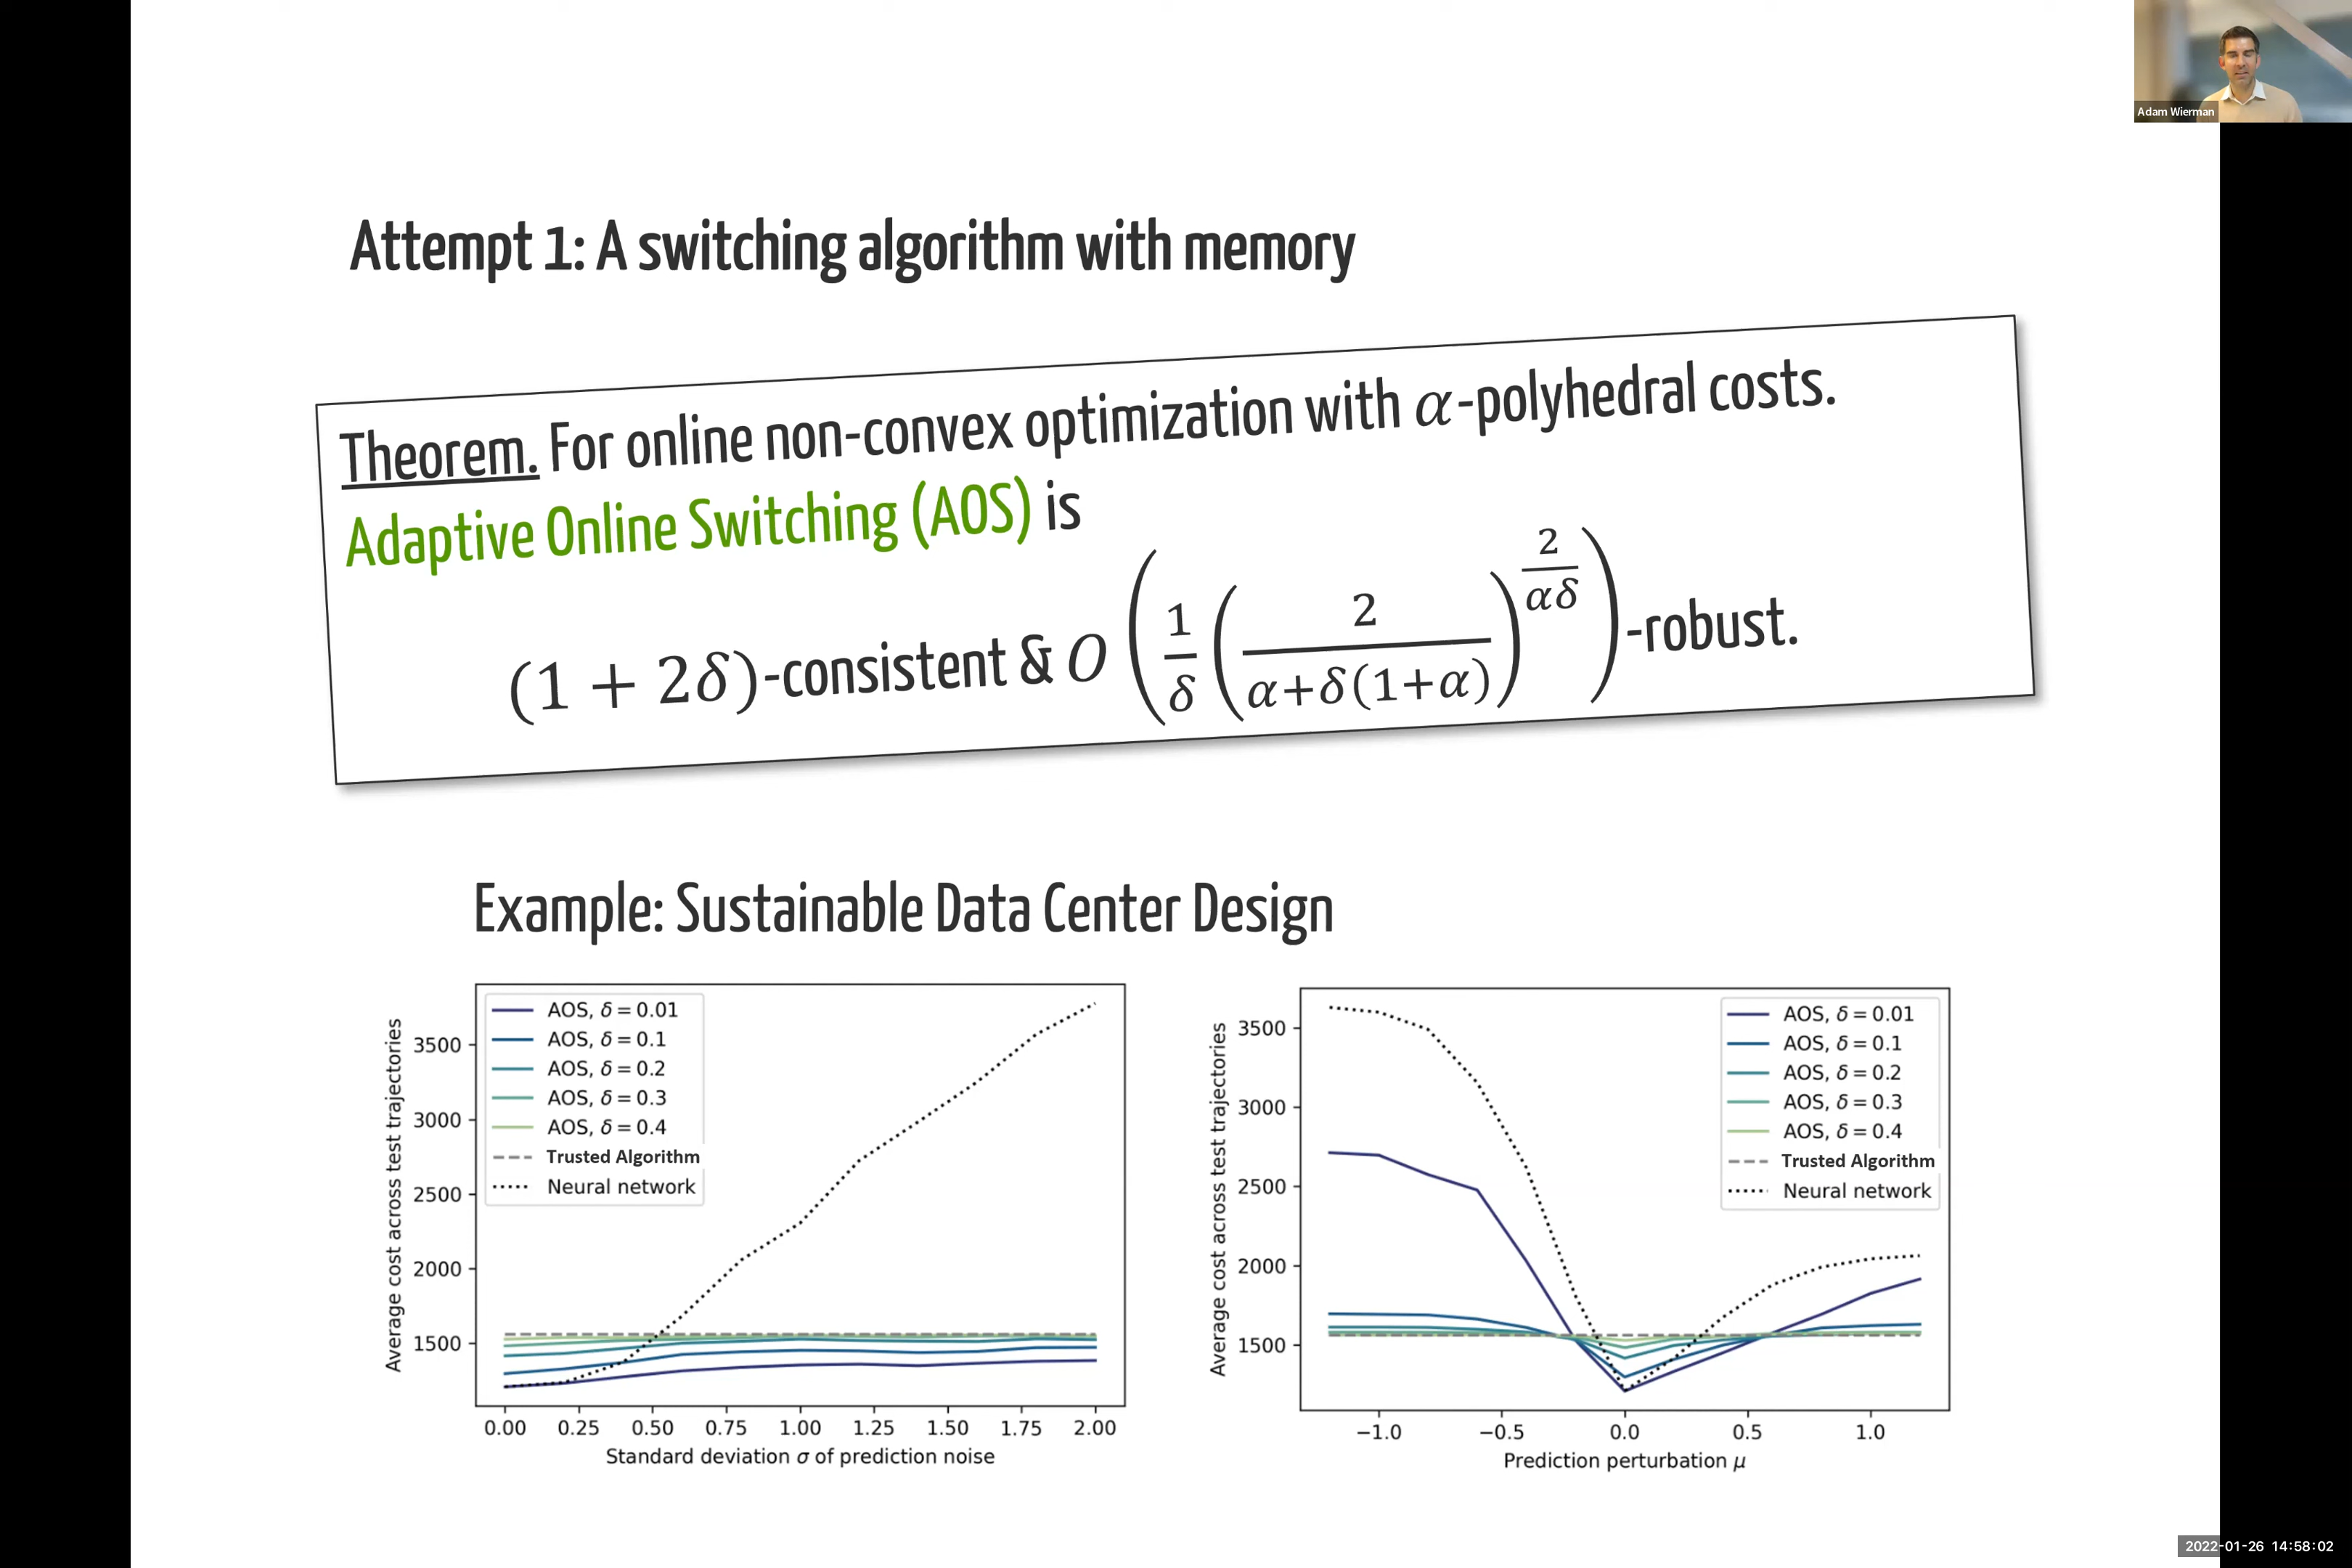 Adam Wierman
Attempt 1: A switching algorithm with memory
Theorem. For online non-convex optimization with α-polyhedral costs.
Adaptive Online Switching (AOS) is
(1 + 2δ)-consistent & O(1/δ (2/(α+δ(1+α)))^(2/(αδ)))-robust.
Example: Sustainable Data Center Design
Average cost across test trajectories
3500
3000
2500
2000
1500
AOS, δ = 0.01
AOS, δ = 0.1
AOS, δ = 0.2
AOS, δ = 0.3
AOS, δ = 0.4
Trusted Algorithm
Neural network
0.00 0.25 0.50 0.75 1.00 1.25 1.50 1.75 2.00
Standard deviation σ of prediction noise
Average cost across test trajectories
3500
3000
2500
2000
1500
AOS, δ = 0.01
AOS, δ = 0.1
AOS, δ = 0.2
AOS, δ = 0.3
AOS, δ = 0.4
Trusted Algorithm
Neural network
−1.0 −0.5 0.0 0.5 1.0
Prediction perturbation μ
2022-01-26 14:58:02